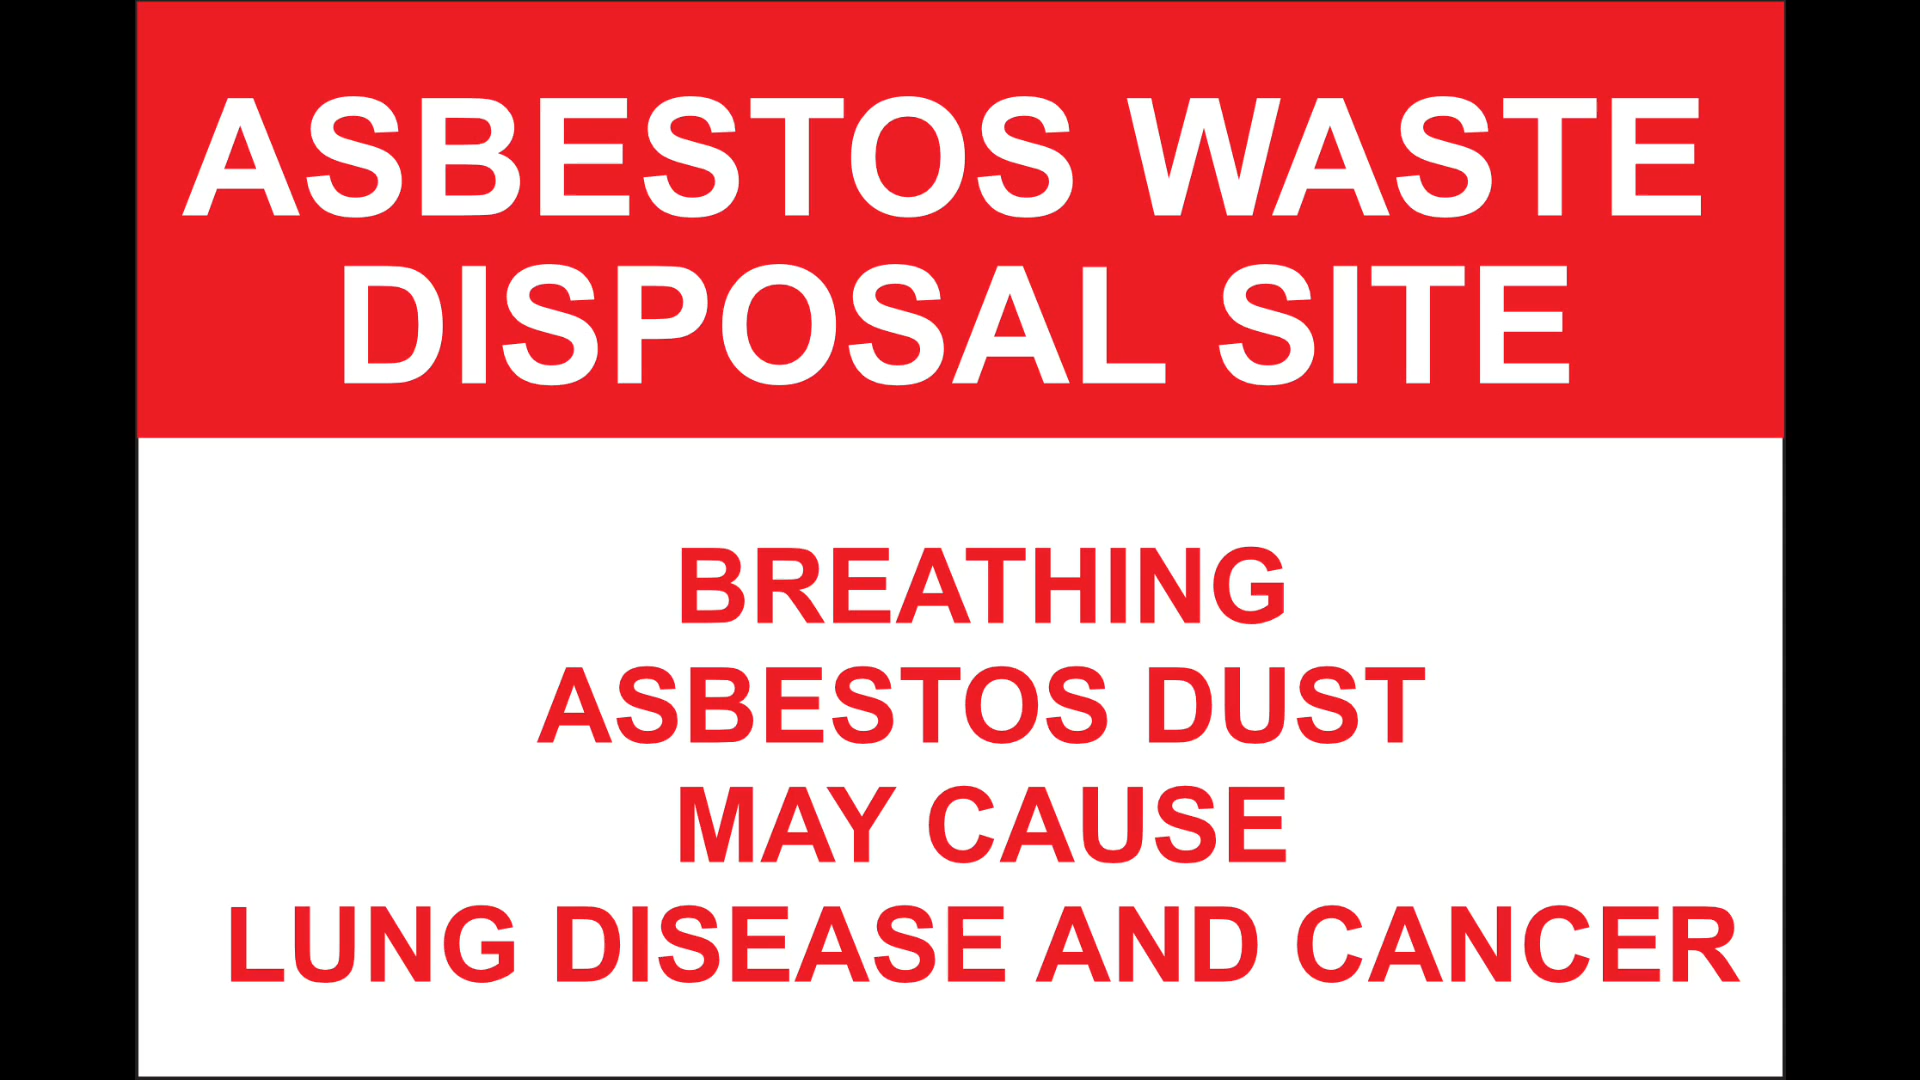 ASBESTOS WASTE
DISPOSAL SITE
BREATHING
ASBESTOS DUST
MAY CAUSE
LUNG DISEASE AND CANCER